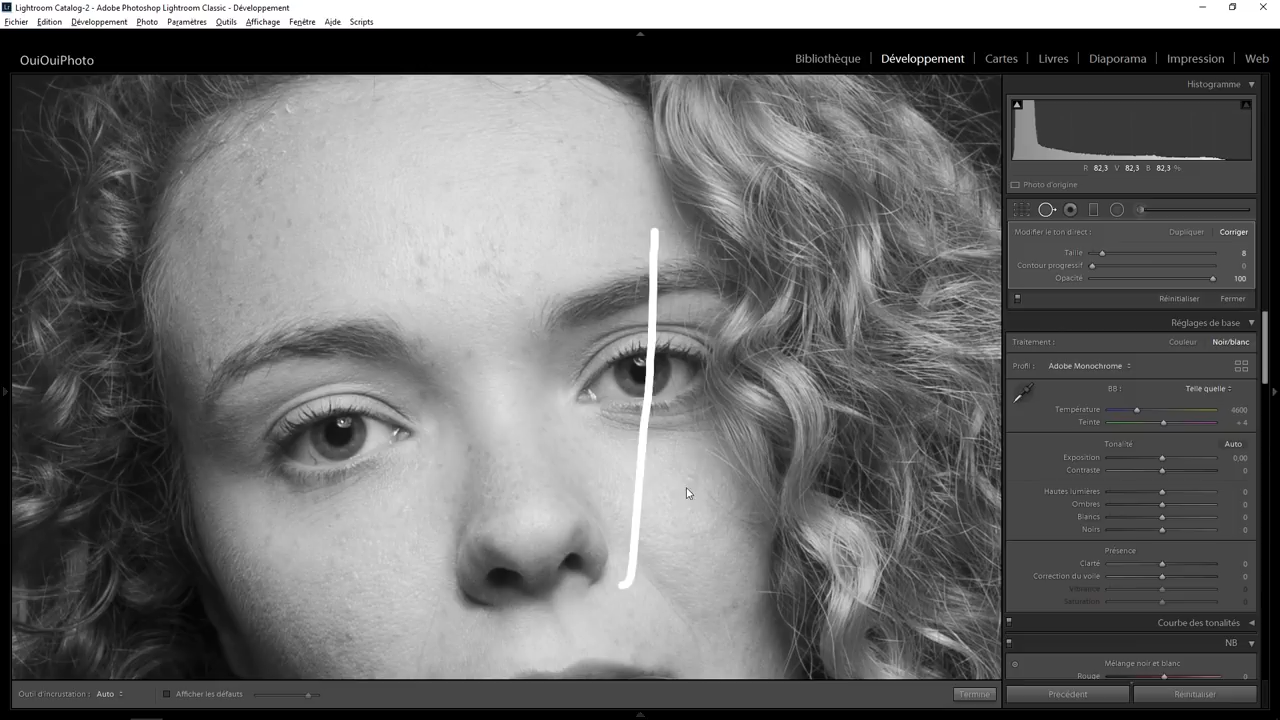 Lightroom Catalog-2 - Adobe Photoshop Lightroom Classic - Développement
Fichier Edition Développement Photo Paramètres Outils Affichage Fenêtre Aide Scripts
OuiOuiPhoto
Bibliothèque | Développement | Cartes | Livres | Diaporama | Impression | Web
Histogramme
R 82,3 V 82,3 B 82,3 %
Photo d'origine
Modifier le ton direct : Dupliquer Corriger
Taille 8
Contour progressif 0
Opacité 100
Réinitialiser Fermer
Réglages de base
Traitement : Couleur Noir/blanc
Profil : Adobe Monochrome
BB : Telle quelle
Température 4600
Teinte + 4
Tonalité Auto
Exposition 0,00
Contraste 0
Hautes lumières 0
Ombres 0
Blancs 0
Noirs 0
Présence
Clarté 0
Correction du voile 0
Vibrance 0
Saturation 0
Courbe des tonalités
NB
Mélange noir et blanc
Rouge 0
Outil d'incrustation : Auto Afficher les défauts Terminé
Précédent Réinitialiser